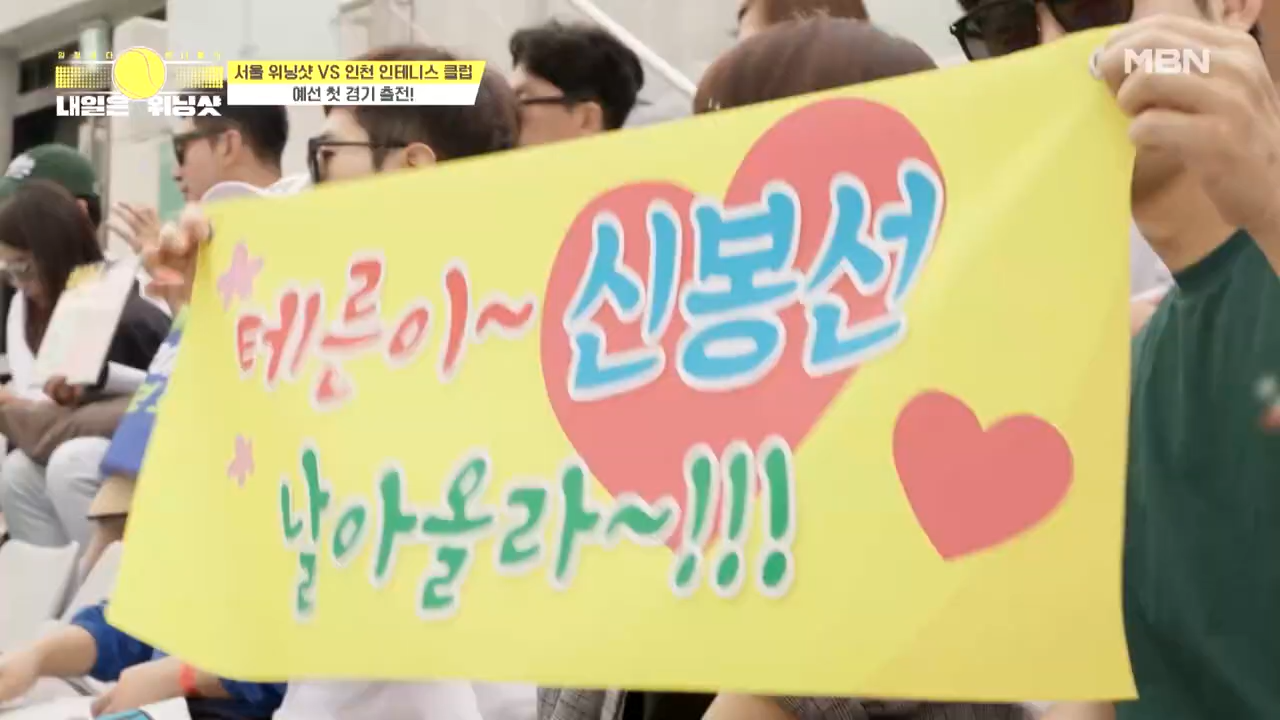 내일은 위닝샷
서울 위닝샷 VS 인천 인테니스 클럽
예선 첫 경기 출전!
MBN
테른이~ 신봉선
날아올라~!!!